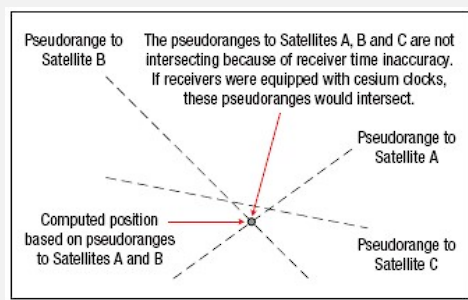 Pseudorange to
Satellite B
The pseudoranges to Satellites A, B and C are not
intersecting because of receiver time inaccuracy.
If receivers were equipped with cesium clocks,
these pseudoranges would intersect.
Pseudorange to
Satellite A
Computed position
based on pseudoranges
to Satellites A and B
Pseudorange to
Satellite C